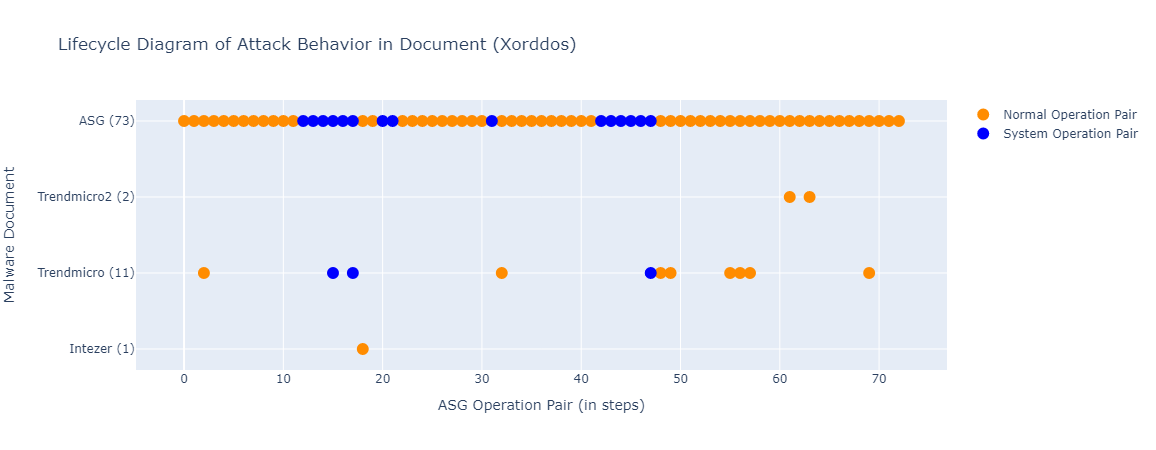 Lifecycle Diagram of Attack Behavior in Document (Xorddos)
Normal Operation Pair
System Operation Pair
Malware Document
ASG (73)
Trendmicro2 (2)
Trendmicro (11)
Intezer (1)
0 10 20 30 40 50 60 70
ASG Operation Pair (in steps)